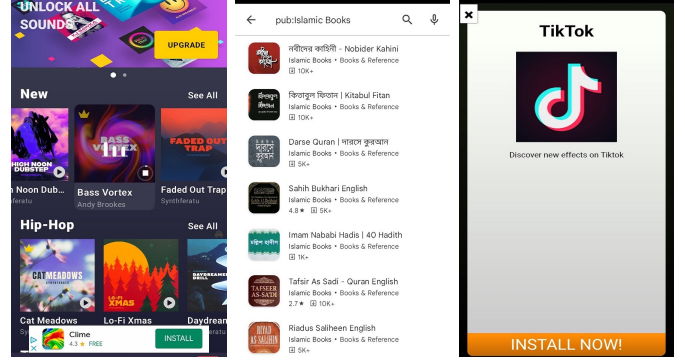 UNLOCK ALL
SOUNDS
UPGRADE
New
See All
HIGH NOON
DUBSTEP
BASS
VORTEX
FADED OUT
TRAP
h Noon Dub...
Bass Vortex
Faded Out Trap
Andy Brookes
Synthferatu
Hip-Hop
See All
CAT MEADOWS
LO-FI
XMAS
DAYDREAMER
DRILL
Cat Meadows
Lo-Fi Xmas
Daydream
Clime
4.3 ★ FREE
INSTALL
pub:Islamic Books
নবীদের কাহিনী - Nobider Kahini
Islamic Books • Books & Reference
10K+
কিতাবুল ফিতান | Kitabul Fitan
Islamic Books • Books & Reference
10K+
Darse Quran | দারসে কুরআন
Islamic Books • Books & Reference
5K+
Sahih Bukhari English
Islamic Books • Books & Reference
4.8 ★ 5K+
Imam Nababi Hadis | 40 Hadith
Islamic Books • Books & Reference
1K+
Tafsir As Sadi - Quran English
Islamic Books • Books & Reference
2.7 ★ 10K+
Riadus Saliheen English
Islamic Books • Books & Reference
5K+
দারসে
কুরআন
চল্লিশ হাদীস
TAFSEER
AS-SA'DI
RIYAD
AS-SALIHEEN
TikTok
Discover new effects on Tiktok
INSTALL NOW!